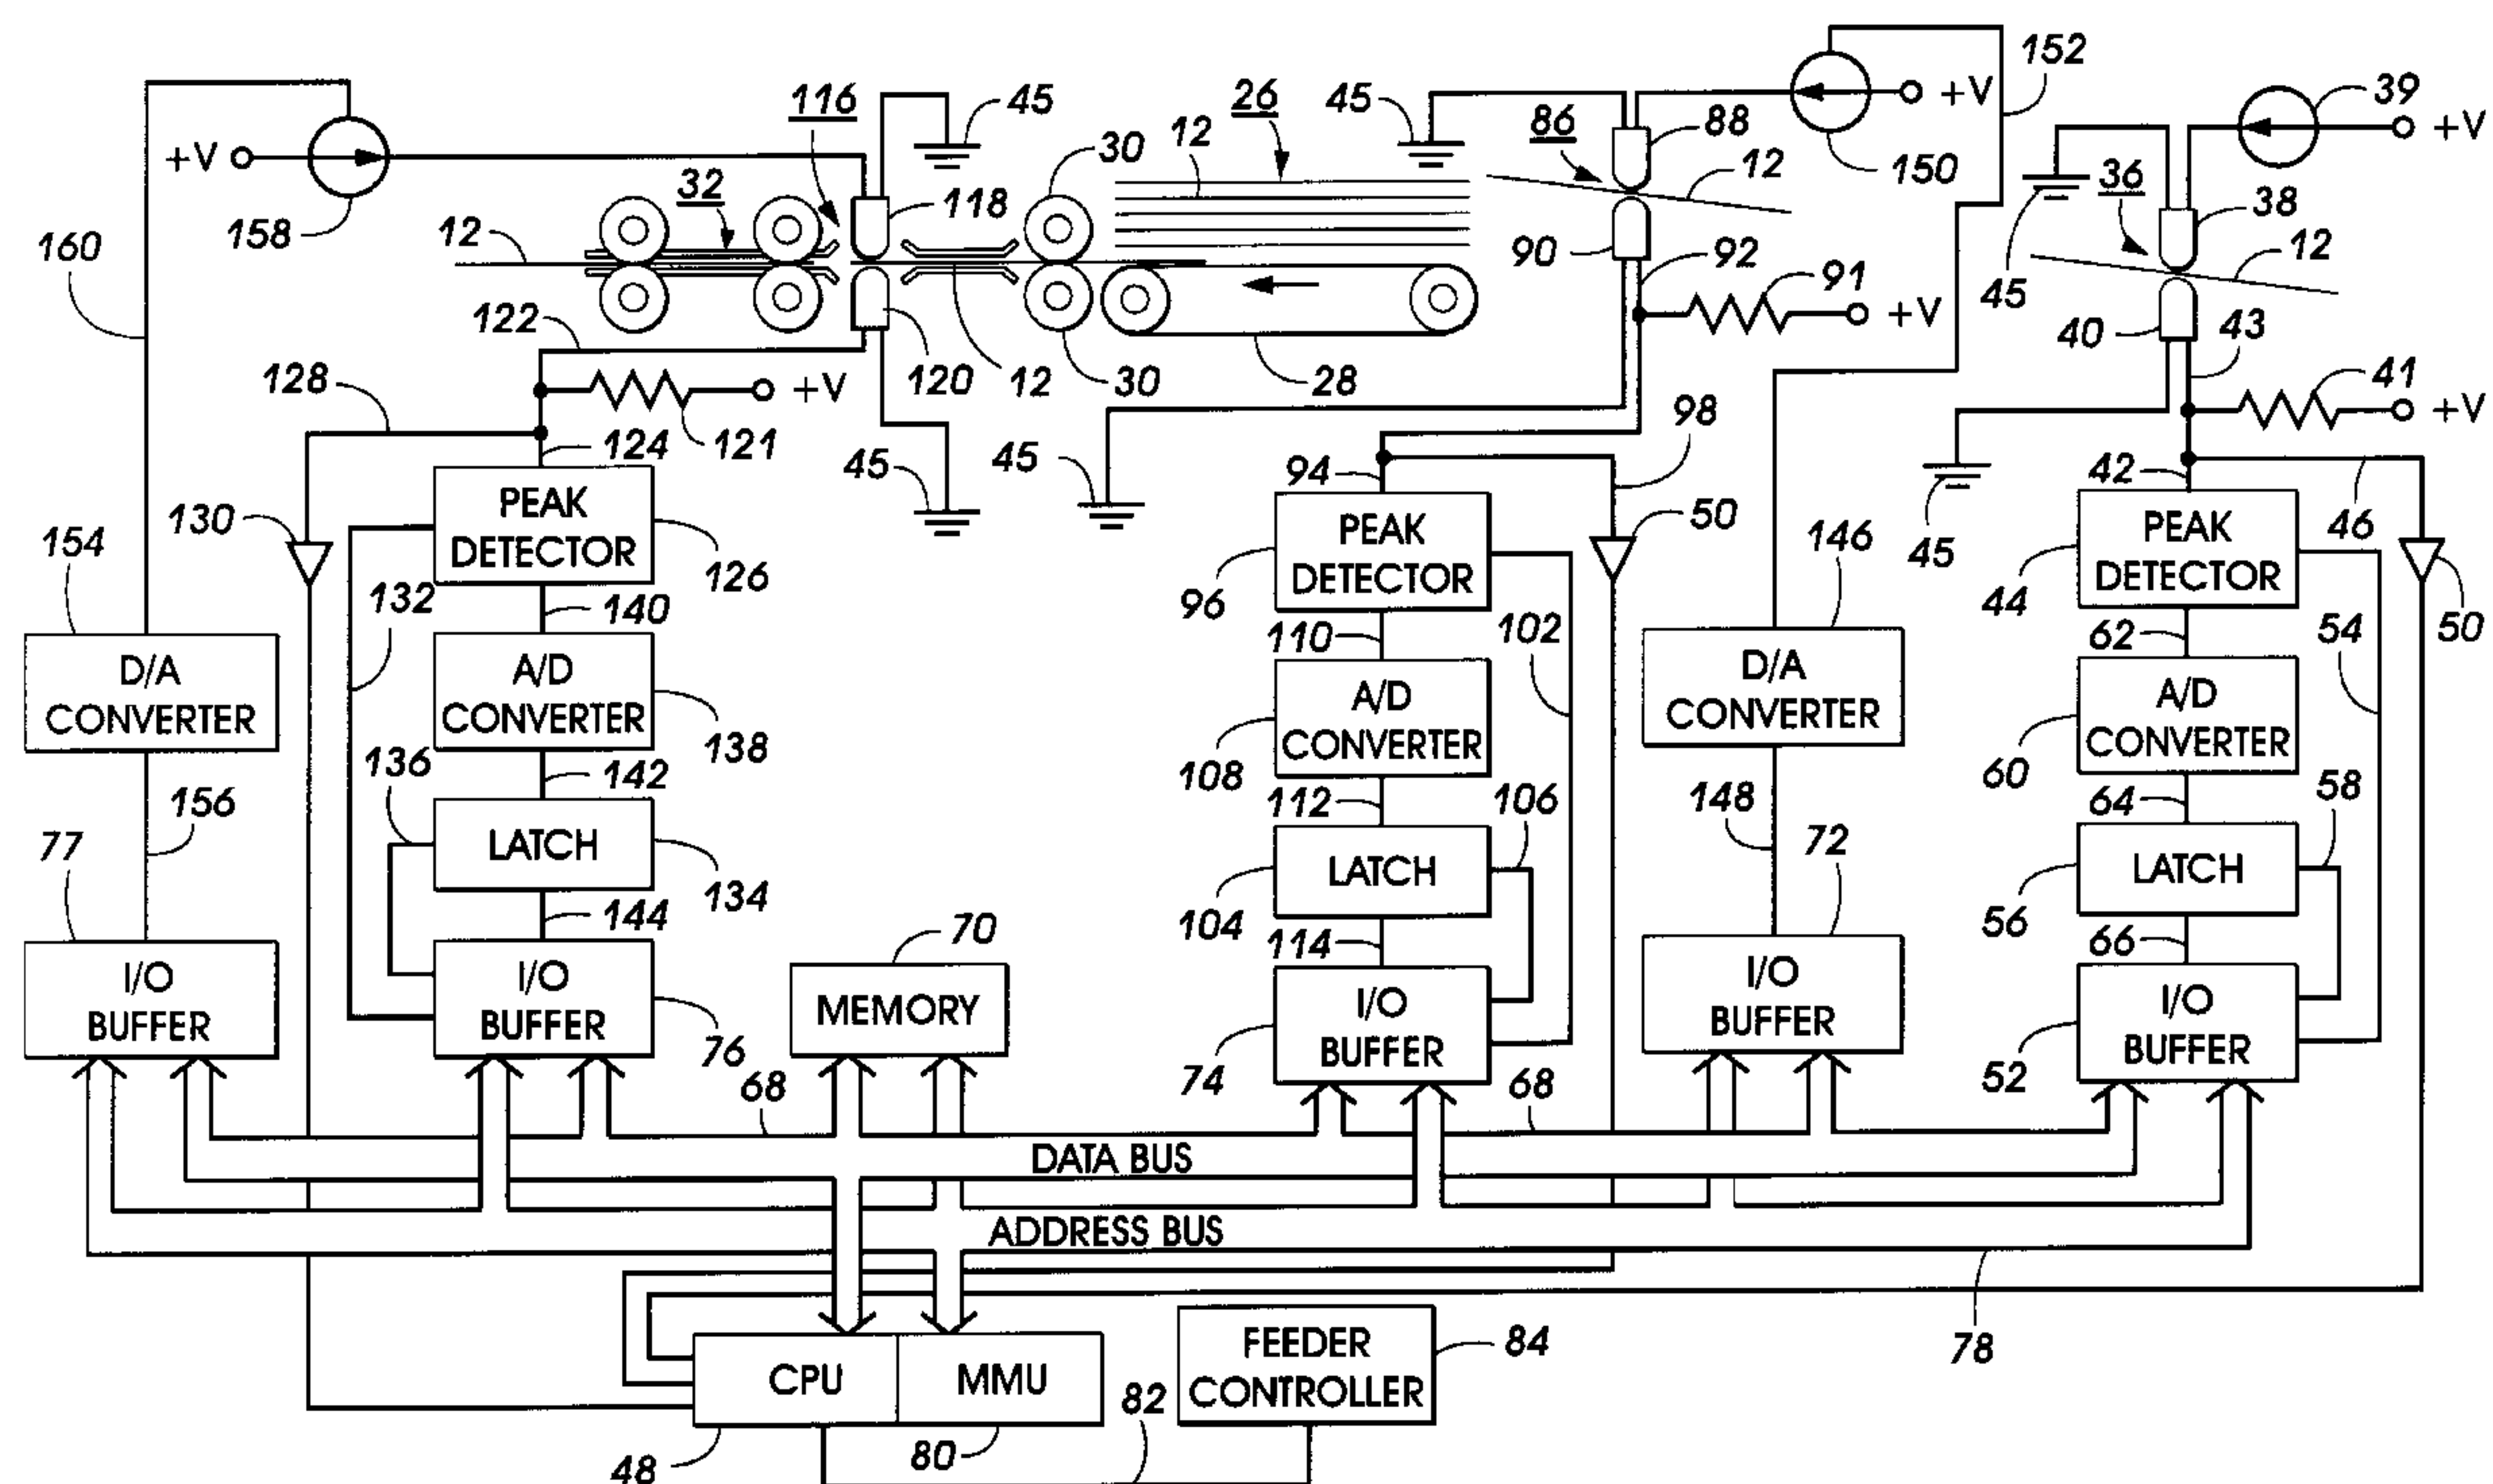 152
39
116
45
26
45
+V
+V
12
86
88
30
12
150
+V
36
32
118
38
158
12
160
90
92
91
12
45
43
+V
40
122
120
12
30
28
41
128
+V
98
+V
124
121
45
45
94
42
130
PEAK
DETECTOR
50
PEAK
DETECTOR
146
PEAK
DETECTOR
46
154
45
126
132
96
44
50
140
110
102
62
54
D/A
CONVERTER
A/D
CONVERTER
A/D
CONVERTER
D/A
CONVERTER
A/D
CONVERTER
136
138
108
60
142
112
106
148
64
58
156
77
LATCH
LATCH
72
LATCH
134
104
56
144
70
114
66
I/O
BUFFER
I/O
BUFFER
MEMORY
I/O
BUFFER
I/O
BUFFER
I/O
BUFFER
76
68
74
68
52
DATA BUS
ADDRESS BUS
78
CPU
MMU
FEEDER
CONTROLLER
84
82
48
80